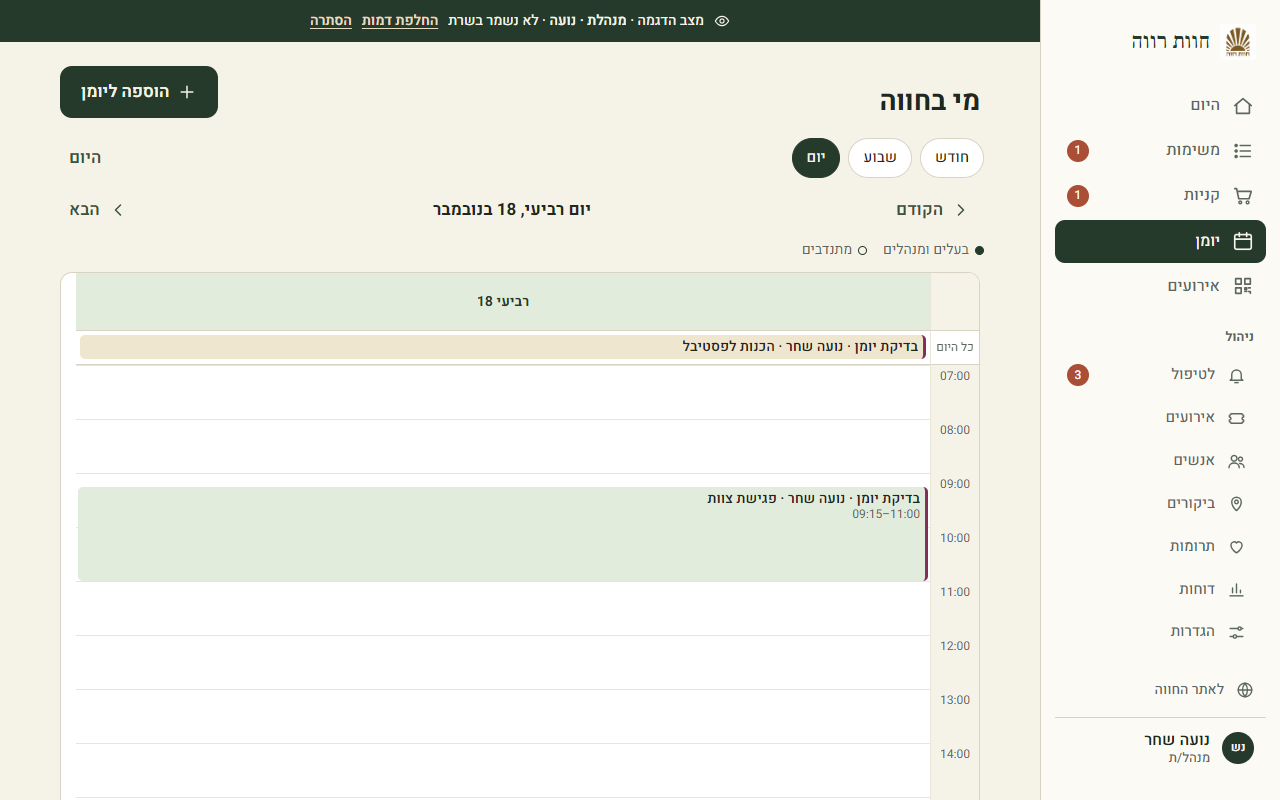 מצב הדגמה · מנהלת · נועה · לא נשמר בשרת החלפת דמות הסתרה
חוות רווה
היום
משימות 1
קניות 1
יומן
אירועים
ניהול
לטיפול 3
אירועים
אנשים
ביקורים
תרומות
דוחות
הגדרות
לאתר החווה
נש
נועה שחר
מנהל/ת
מי בחווה
הוספה ליומן
חודש שבוע יום היום
הקודם יום רביעי, 18 בנובמבר הבא
בעלים ומנהלים מתנדבים
רביעי 18
כל היום בדיקת יומן · נועה שחר · הכנות לפסטיבל
07:00
08:00
09:00
בדיקת יומן · נועה שחר · פגישת צוות
09:15–11:00
10:00
11:00
12:00
13:00
14:00